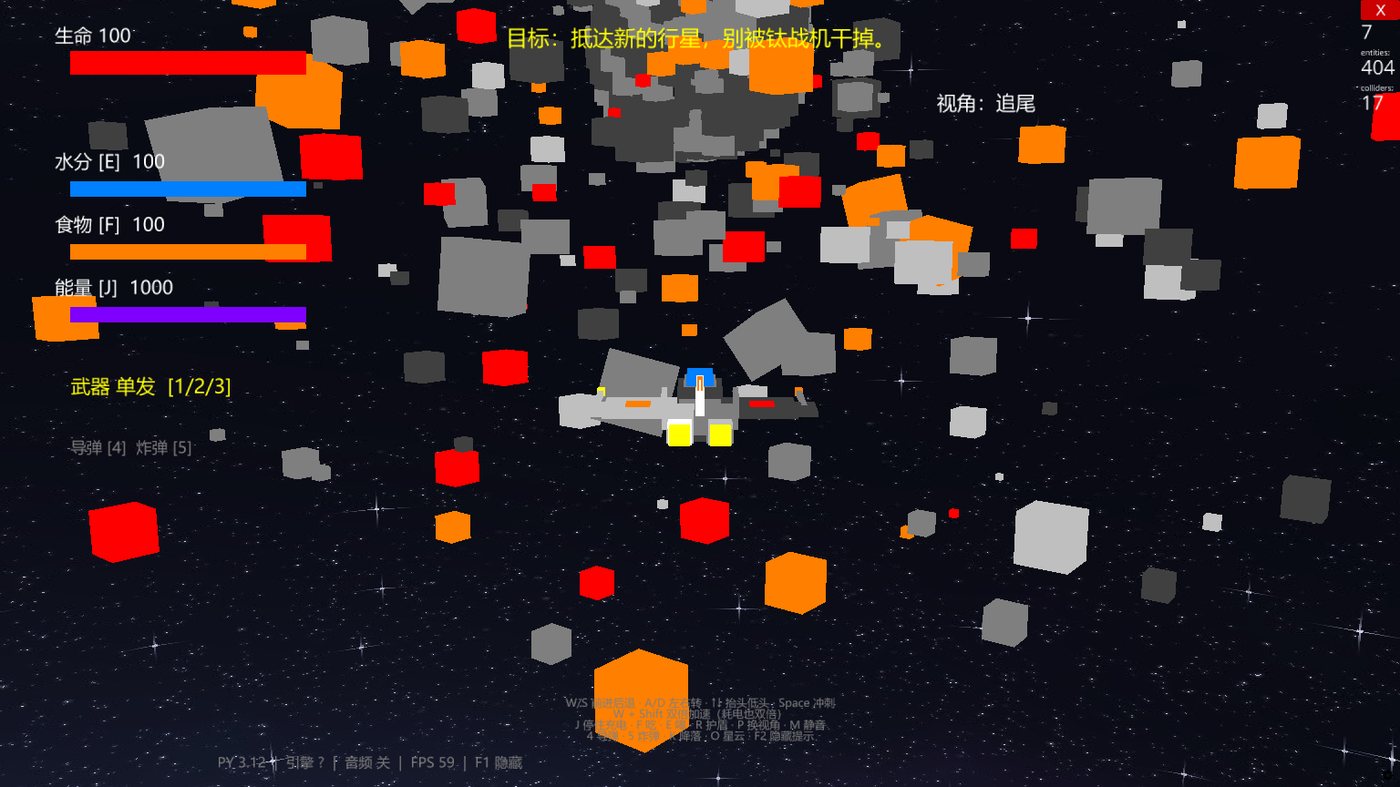 生命 100
目标：抵达新的行星，别被钛战机干掉。
X
7
entities:
404
colliders:
17
视角：追尾
水分 [E] 100
食物 [F] 100
能量 [J] 1000
武器 单发 [1/2/3]
导弹 [4] 炸弹 [5]
W/S 前进后退 · A/D 左右转 · ↑↓ 抬头低头 · Space 冲刺
W + Shift 双倍加速（耗电也双倍）
J 停 充电 · F 吃 · E · R 护盾 · P 换视角 · M 静音
4 导弹 · 5 炸弹 · 降落 · O 星云 · F2 隐藏提示
PY 3.12 | 引擎 ? | 音频 关 | FPS 59 | F1 隐藏